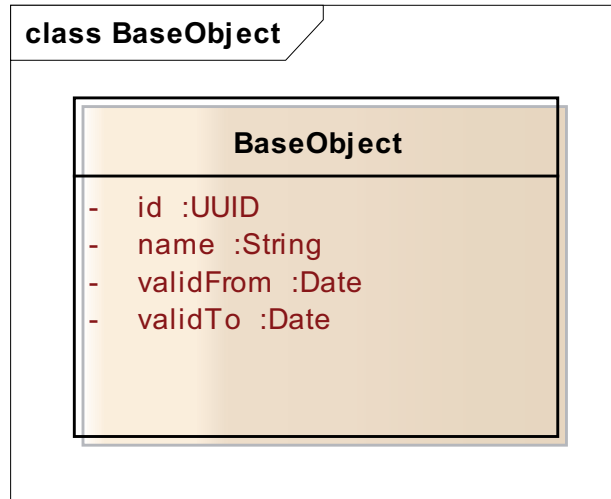 class BaseObject
BaseObject
- id :UUID
- name :String
- validFrom :Date
- validTo :Date